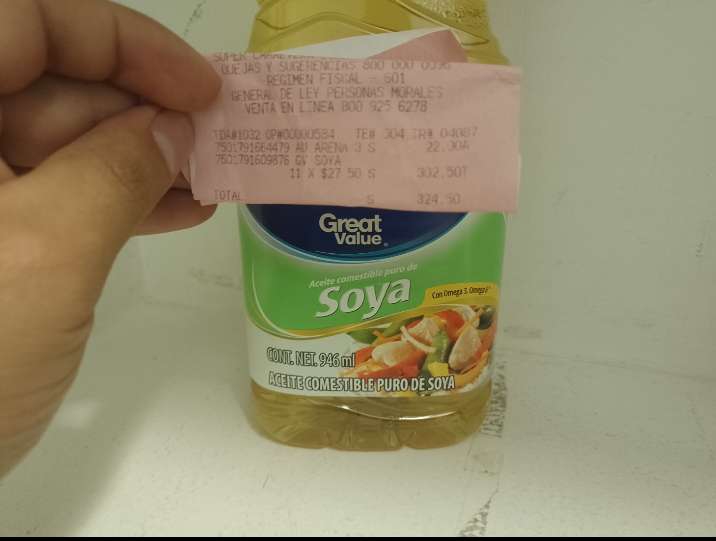 QUEJAS Y SUGERENCIAS 800 000 0096
REGIMEN FISCAL - 601
GENERAL DE LEY PERSONAS MORALES
VENTA EN LINEA 800 925 6278
TDA#1032 OP#00000584 TE# 304 TR# 04087
7501791664479 AU ARENA 3 S 22.00A
7501791609876 GV SOYA
11 X $27.50 S 302.50T
TOTAL S 324.50
Great
Value
Aceite comestible puro de
Soya
Con Omega 3, Omega 6
CONT. NET. 946 ml
ACEITE COMESTIBLE PURO DE SOYA